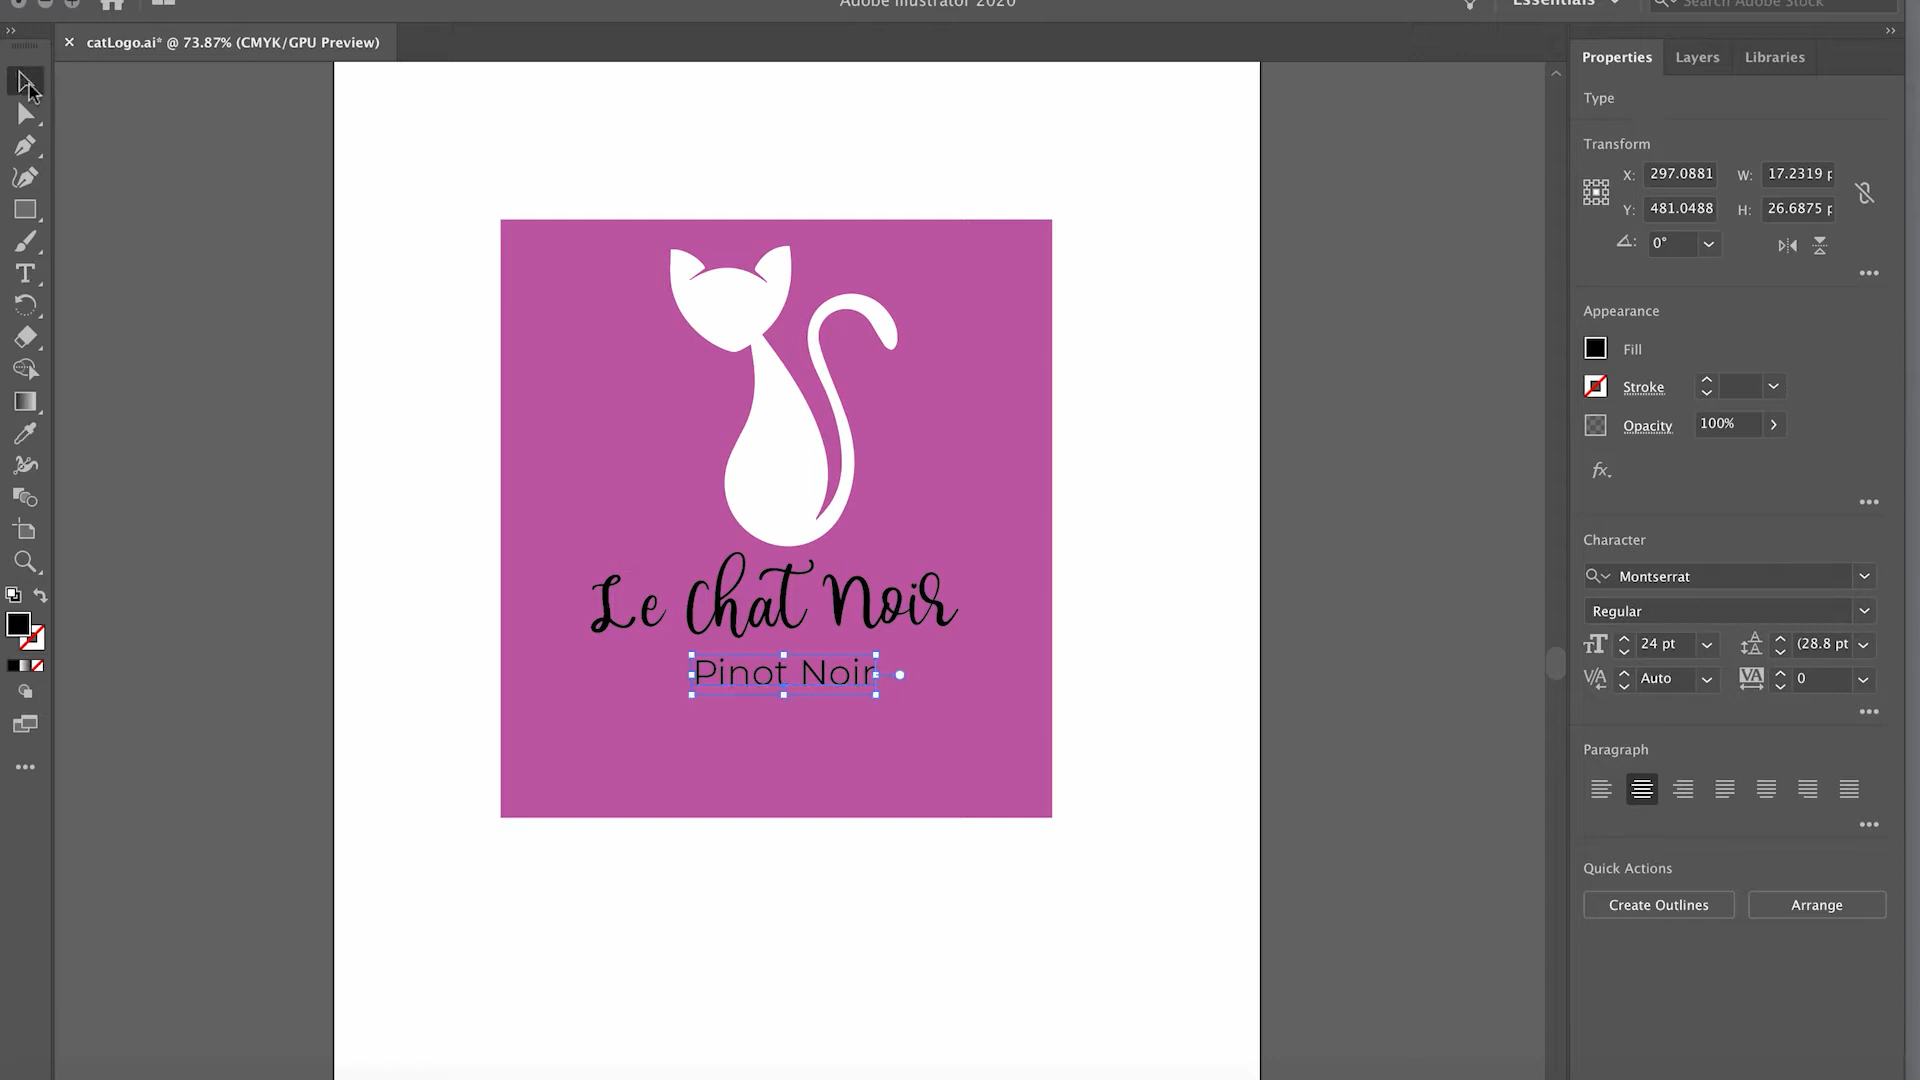 Adobe Illustrator 2020
Essentials
Search Adobe Stock
catLogo.ai* @ 73.87% (CMYK/GPU Preview)
Properties
Layers
Libraries
Type
Transform
X: 297.0881
W: 17.2319 p
Y: 481.0488
H: 26.6875 p
0°
Appearance
Fill
Stroke
Opacity
100%
fx.
Character
Montserrat
Regular
24 pt
(28.8 pt
Auto
0
Paragraph
Quick Actions
Create Outlines
Arrange
Le Chat Noir
Pinot Noir